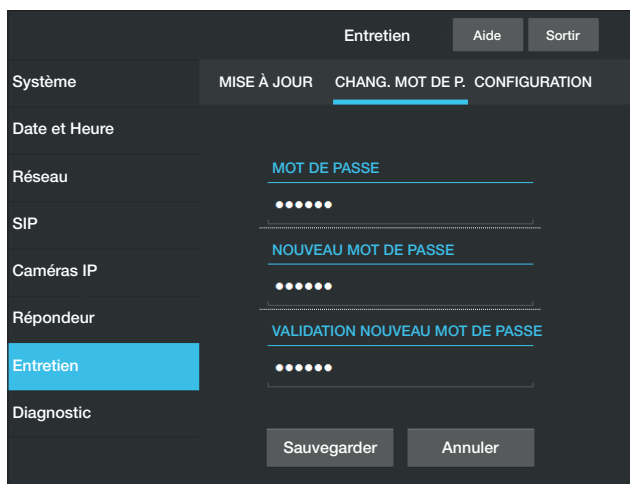 Entretien Aide Sortir
Système
MISE À JOUR CHANG. MOT DE P. CONFIGURATION
Date et Heure
Réseau
MOT DE PASSE
●●●●●●
SIP
NOUVEAU MOT DE PASSE
Caméras IP
●●●●●●
Répondeur
VALIDATION NOUVEAU MOT DE PASSE
Entretien
●●●●●●
Diagnostic
Sauvegarder Annuler